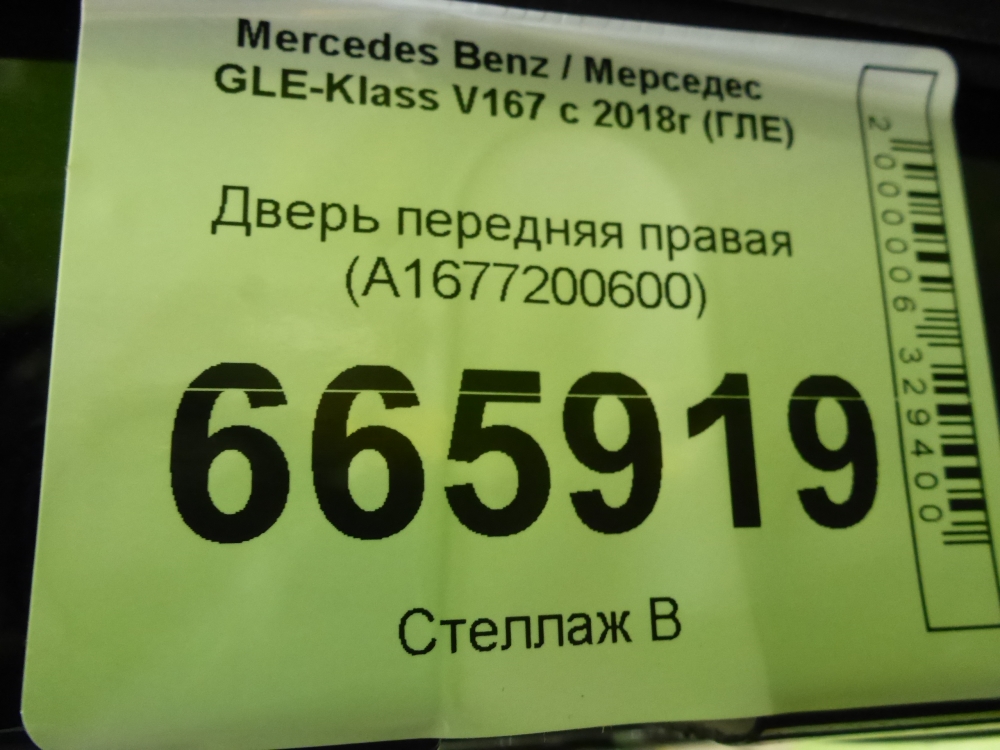 Mercedes Benz / Мерседес
GLE-Klass V167 с 2018г (ГЛЕ)
Дверь передняя правая
(A1677200600)
665919
Стеллаж В
2000006329400